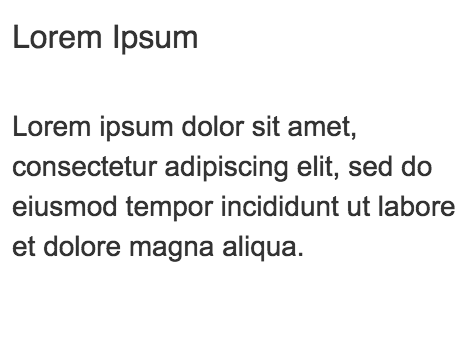 Lorem Ipsum
Lorem ipsum dolor sit amet,
consectetur adipiscing elit, sed do
eiusmod tempor incididunt ut labore
et dolore magna aliqua.